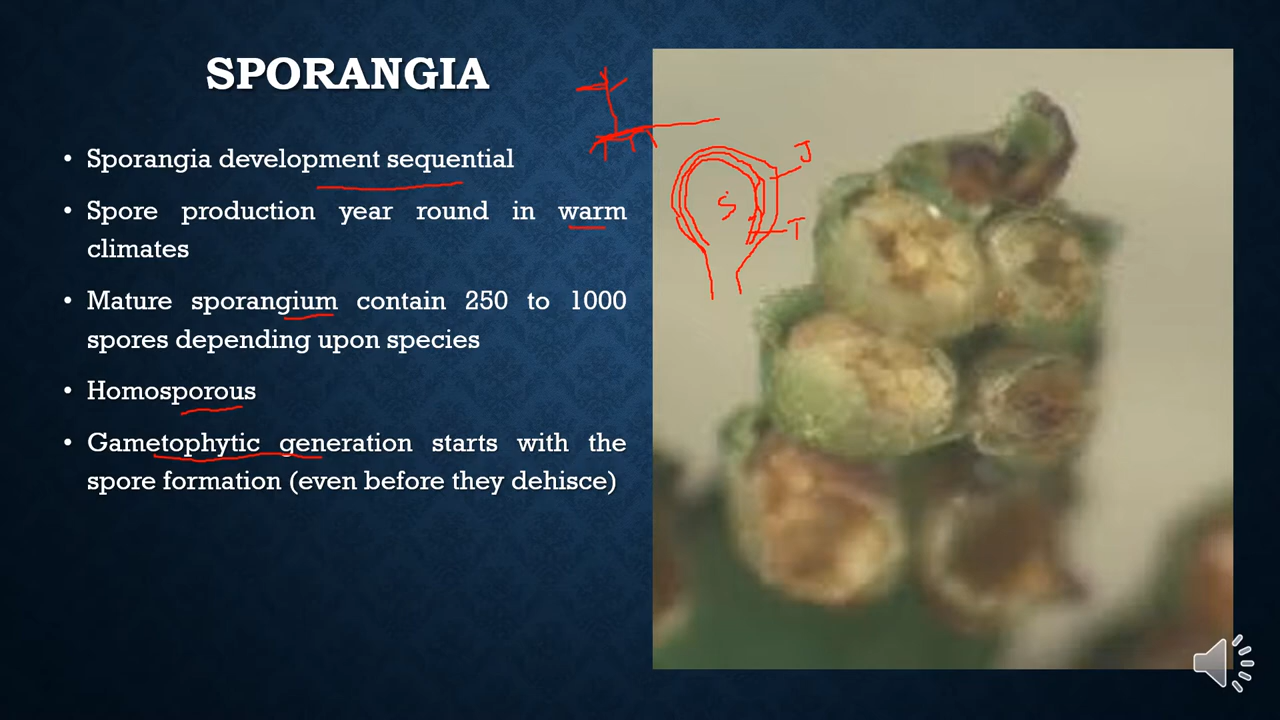 SPORANGIA
• Sporangia development sequential
• Spore production year round in warm
climates
• Mature sporangium contain 250 to 1000
spores depending upon species
• Homosporous
• Gametophytic generation starts with the
spore formation (even before they dehisce)
J
S
T